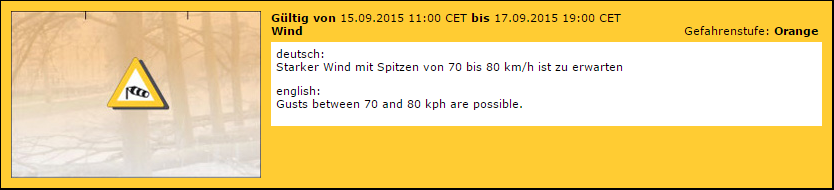 Gültig von 15.09.2015 11:00 CET bis 17.09.2015 19:00 CET
Wind Gefahrenstufe: Orange
deutsch:
Starker Wind mit Spitzen von 70 bis 80 km/h ist zu erwarten
english:
Gusts between 70 and 80 kph are possible.